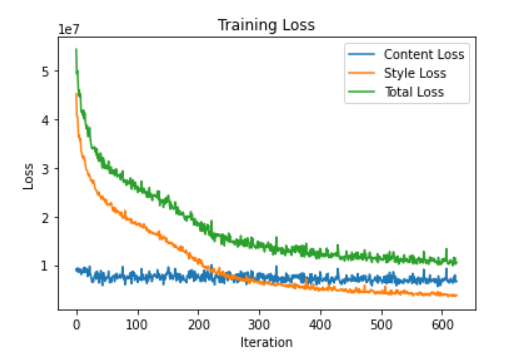 Training Loss
1e7
Content Loss
Style Loss
Total Loss
5
4
3
2
1
Loss
0 100 200 300 400 500 600
Iteration